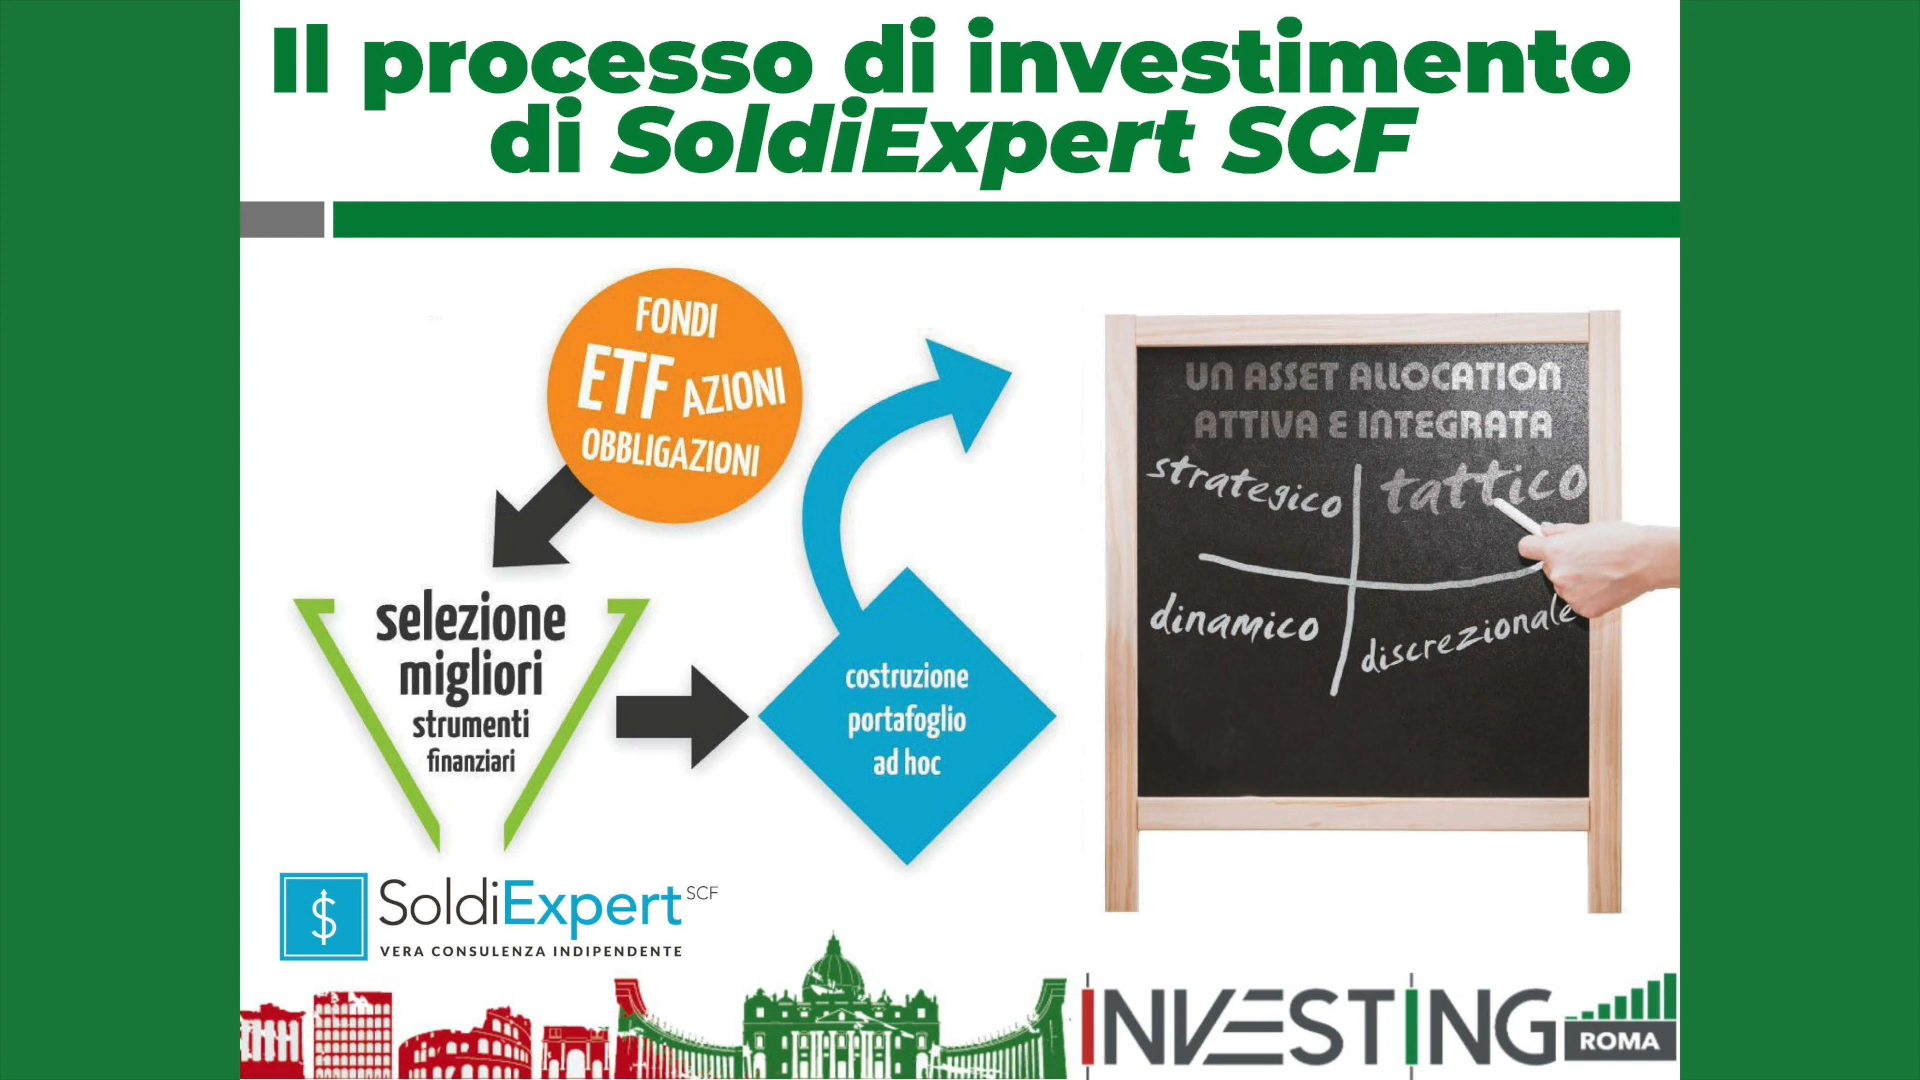 Il processo di investimento
di SoldiExpert SCF
FONDI
ETF AZIONI
OBBLIGAZIONI
selezione
migliori
strumenti
finanziari
costruzione
portafoglio
ad hoc
UN ASSET ALLOCATION
ATTIVA E INTEGRATA
strategico
tattico
dinamico
discrezionale
$
SoldiExpert SCF
VERA CONSULENZA INDIPENDENTE
INVESTING
ROMA